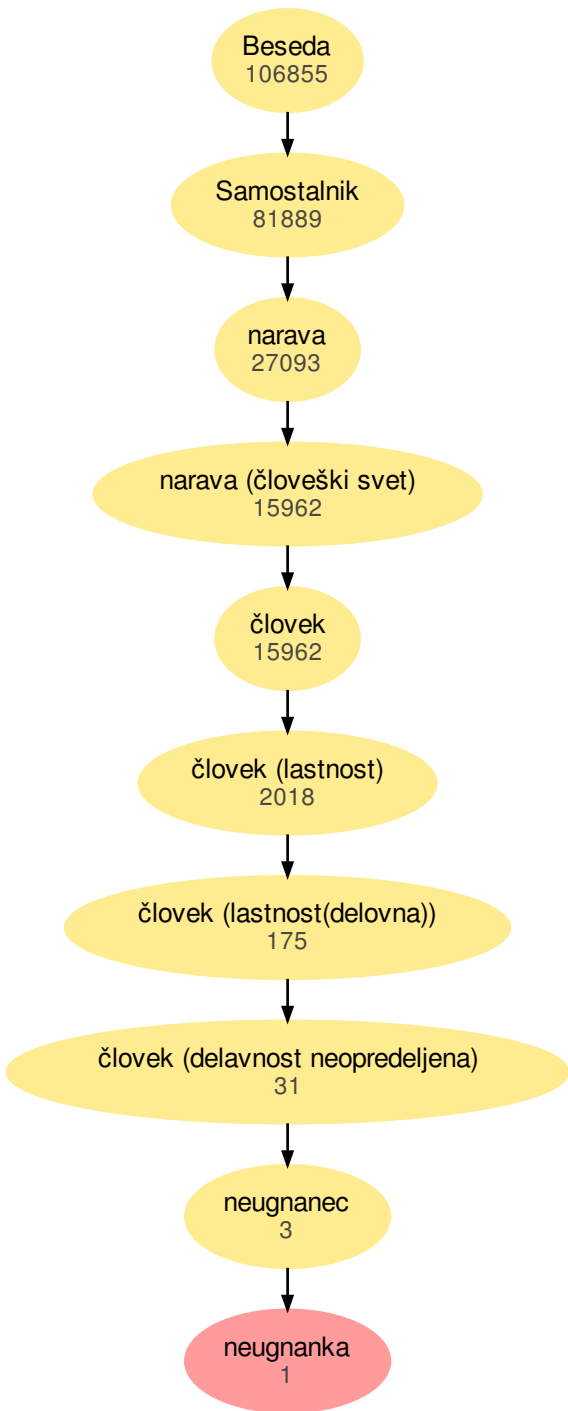 Beseda
106855
Samostalnik
81889
narava
27093
narava (človeški svet)
15962
človek
15962
človek (lastnost)
2018
človek (lastnost(delovna))
175
človek (delavnost neopredeljena)
31
neugnanec
3
neugnanka
1